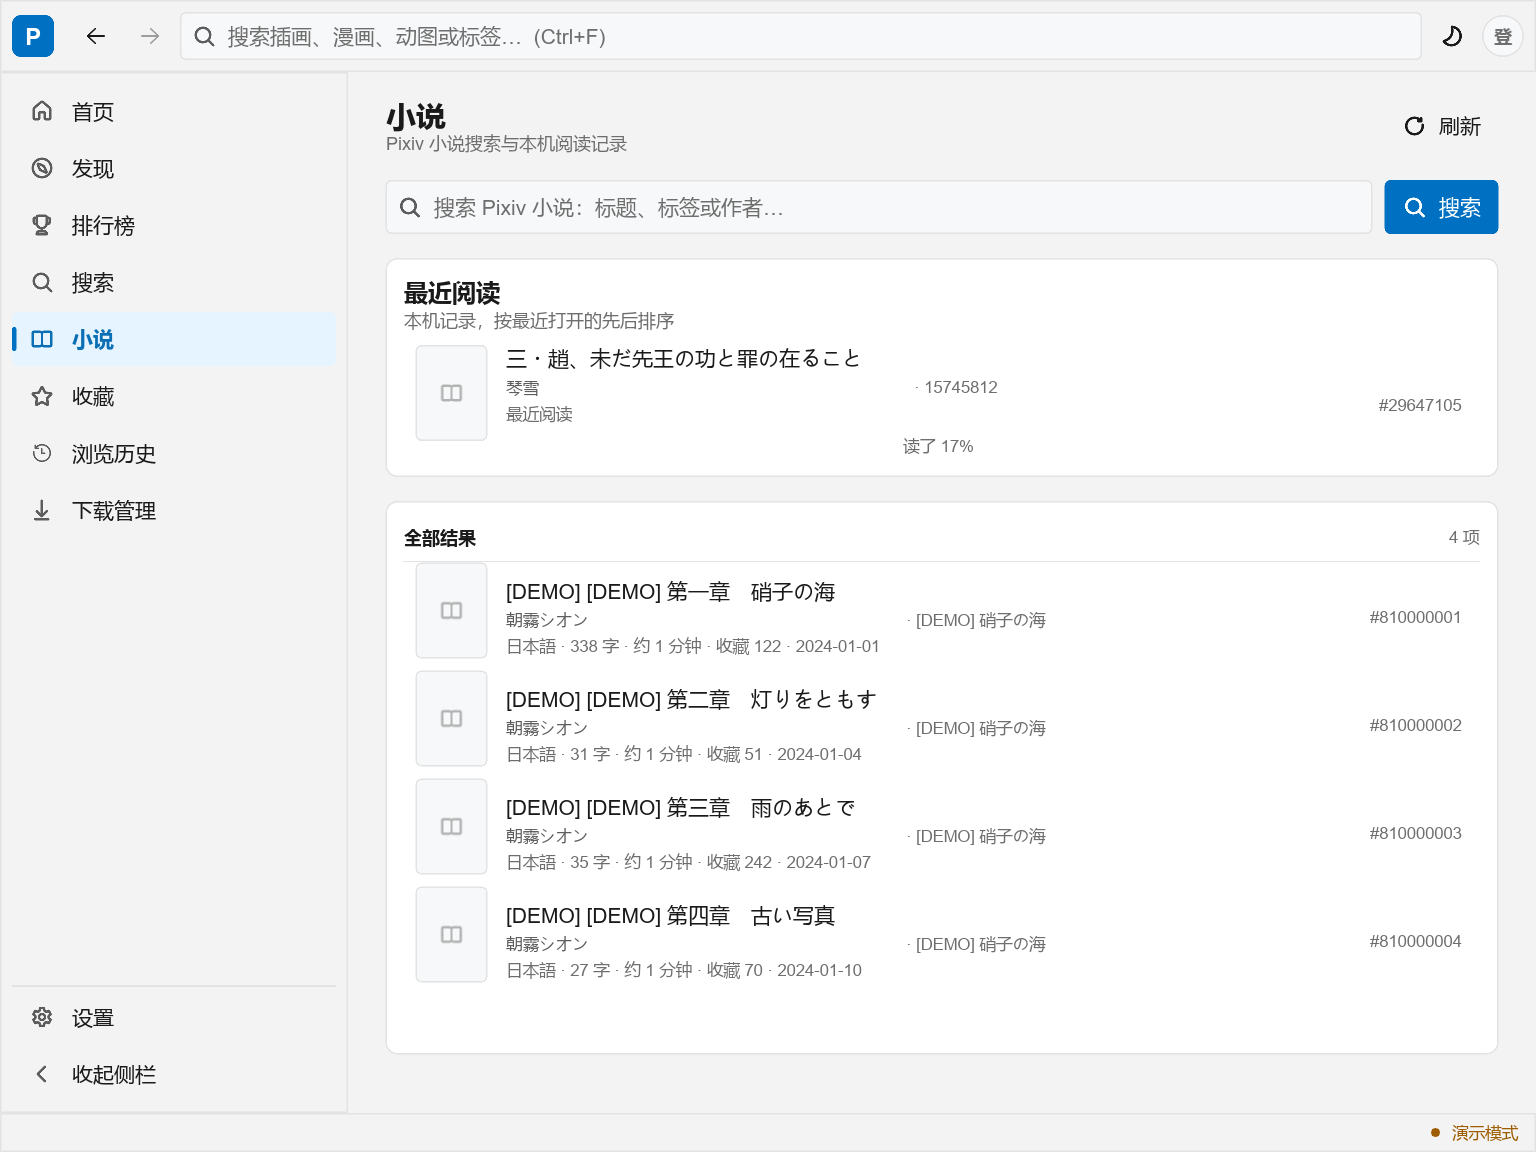 P
搜索插画、漫画、动图或标签… (Ctrl+F)
登
首页
发现
排行榜
搜索
小说
收藏
浏览历史
下载管理
设置
收起侧栏
小说
Pixiv 小说搜索与本机阅读记录
刷新
搜索 Pixiv 小说：标题、标签或作者…
搜索
最近阅读
本机记录，按最近打开的先后排序
三・趙、未だ先王の功と罪の在ること
琴雪 · 15745812
最近阅读
#29647105
读了 17%
全部结果
4 项
[DEMO] [DEMO] 第一章　硝子の海
朝霧シオン · [DEMO] 硝子の海
#810000001
日本語 · 338 字 · 约 1 分钟 · 收藏 122 · 2024-01-01
[DEMO] [DEMO] 第二章　灯りをともす
朝霧シオン · [DEMO] 硝子の海
#810000002
日本語 · 31 字 · 约 1 分钟 · 收藏 51 · 2024-01-04
[DEMO] [DEMO] 第三章　雨のあとで
朝霧シオン · [DEMO] 硝子の海
#810000003
日本語 · 35 字 · 约 1 分钟 · 收藏 242 · 2024-01-07
[DEMO] [DEMO] 第四章　古い写真
朝霧シオン · [DEMO] 硝子の海
#810000004
日本語 · 27 字 · 约 1 分钟 · 收藏 70 · 2024-01-10
演示模式